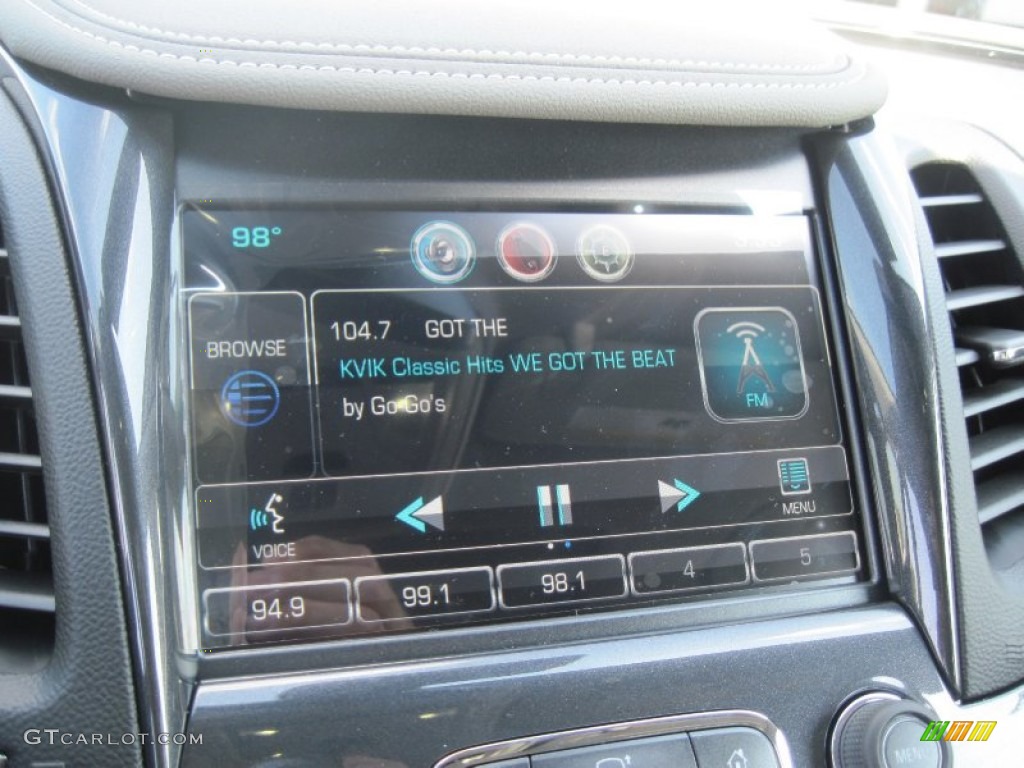 98°
BROWSE
104.7 GOT THE
KVIK Classic Hits WE GOT THE BEAT
by Go-Go's
FM
VOICE
MENU
94.9 99.1 98.1 4 5
MENU
GTCARLOT.COM